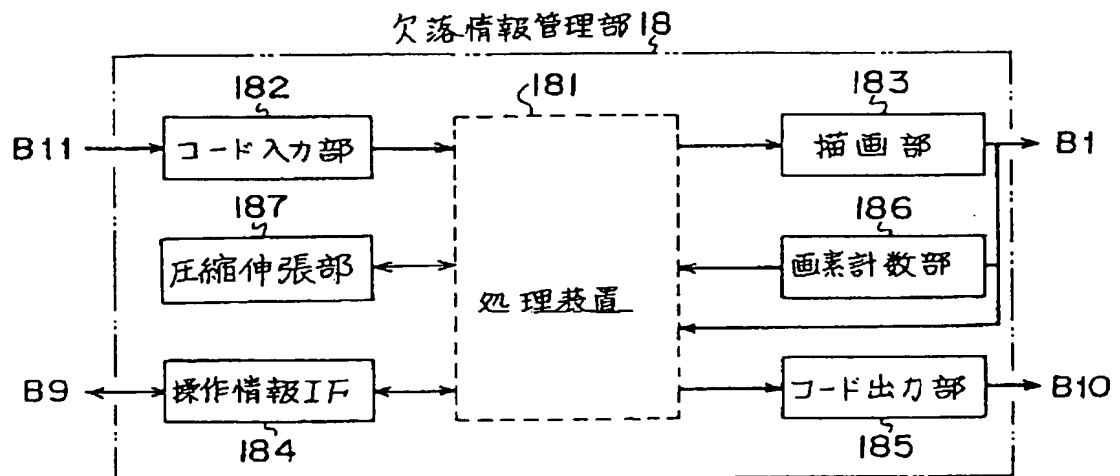 欠落情報管理部18
182
181
183
B11
コード入力部
描画部
B1
187
186
圧縮伸張部
画素計数部
処理装置
B9
操作情報IF
コード出力部
B10
184
185